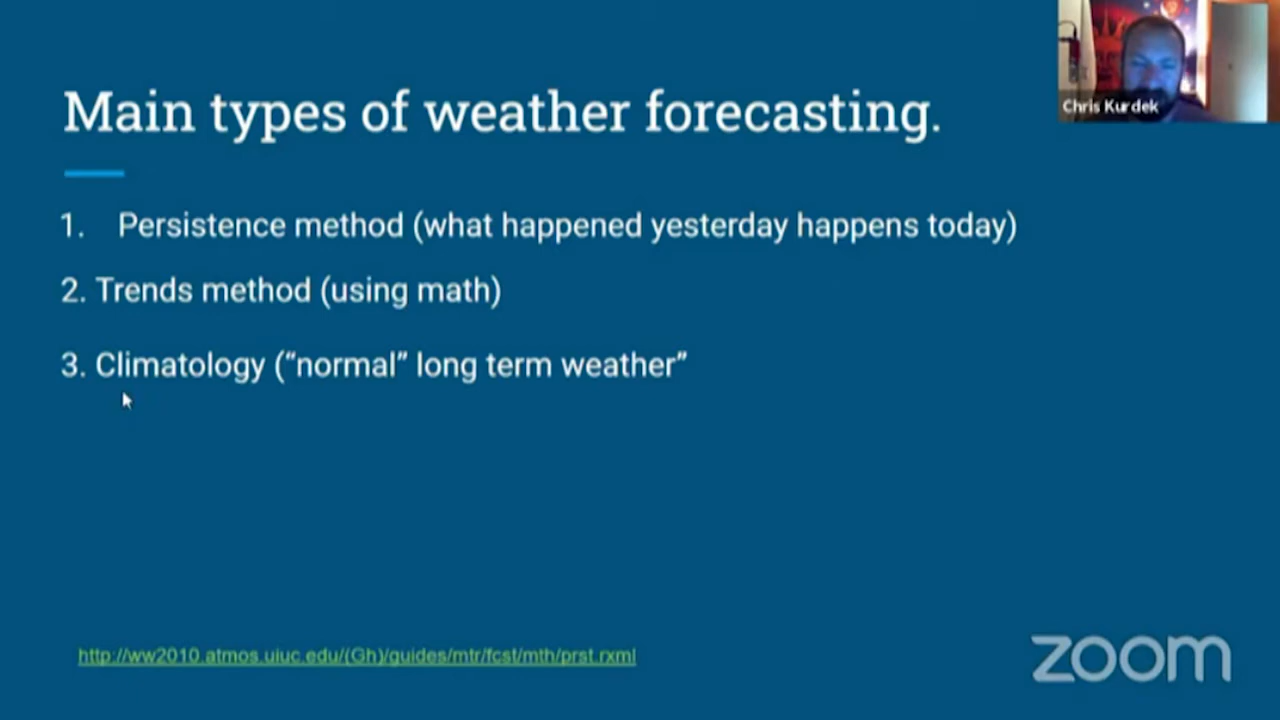 Chris Kurdek
Main types of weather forecasting.
1. Persistence method (what happened yesterday happens today)
2. Trends method (using math)
3. Climatology (“normal” long term weather”
http://ww2010.atmos.uiuc.edu/(Gh)/guides/mtr/fcst/mth/prst.rxml
zoom